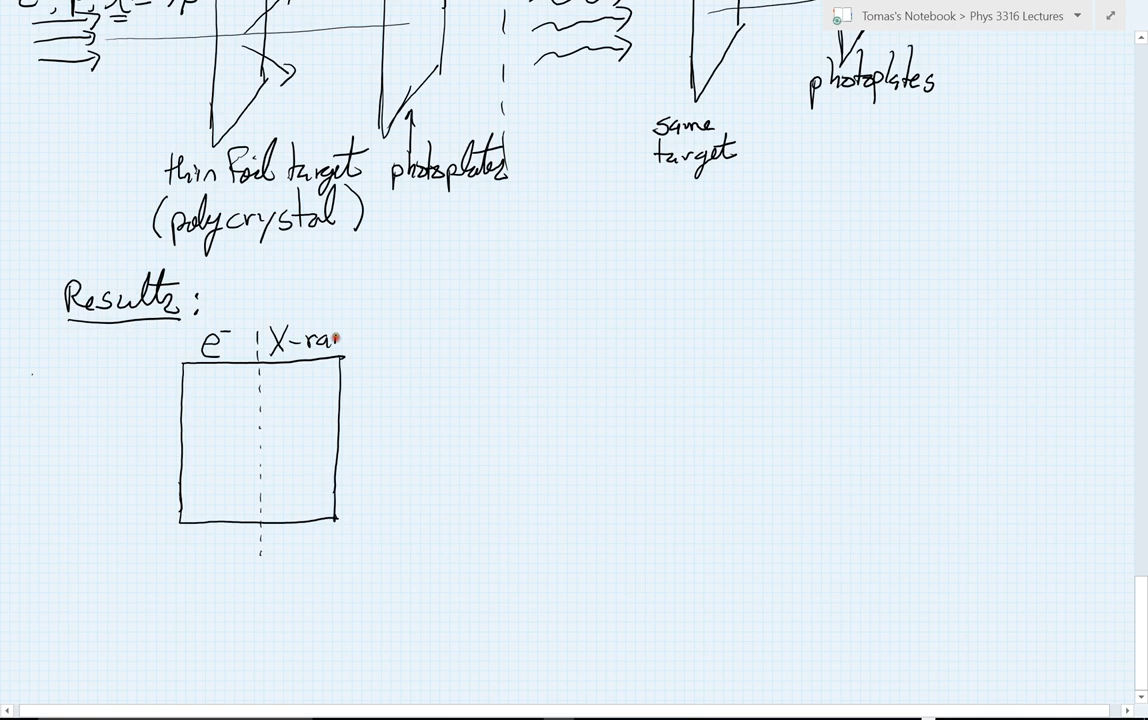 Tomas's Notebook > Phys 3316 Lectures
photoplates
same
target
thin foil target photoplates
(polycrystal)
Results:
e⁻ X-ra